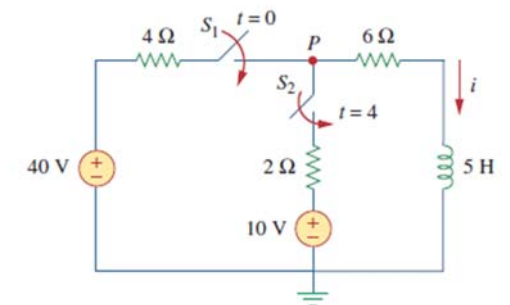 4 Ω S₁ t = 0 P 6 Ω
S₂ t = 4 i
40 V + − 2 Ω 5 H
10 V + −